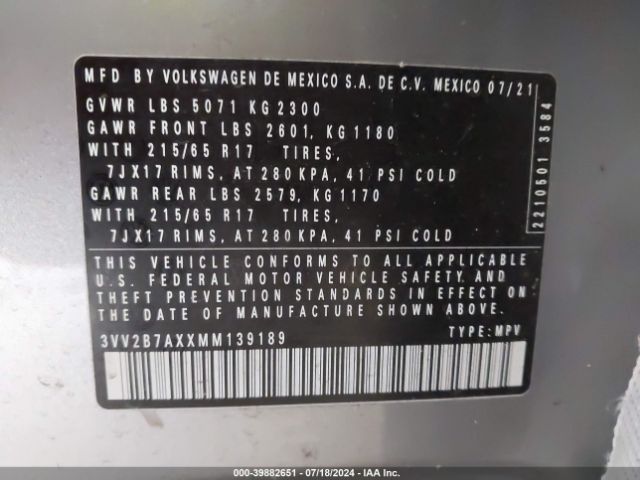 MFD BY VOLKSWAGEN DE MEXICO S.A. DE C.V. MEXICO 07/21
GVWR LBS 5071 KG 2300
GAWR FRONT LBS 2601, KG 1180
WITH 215/65 R17 TIRES,
7JX17 RIMS, AT 280 KPA, 41 PSI COLD
GAWR REAR LBS 2579, KG 1170
WITH 215/65 R17 TIRES,
7JX17 RIMS, AT 280 KPA, 41 PSI COLD
2210501 3584
THIS VEHICLE CONFORMS TO ALL APPLICABLE
U.S. FEDERAL MOTOR VEHICLE SAFETY AND
THEFT PREVENTION STANDARDS IN EFFECT ON
THE DATE OF MANUFACTURE SHOWN ABOVE.
3VV2B7AXXMM139189 TYPE: MPV
000-39882651 - 07/18/2024 - IAA Inc.